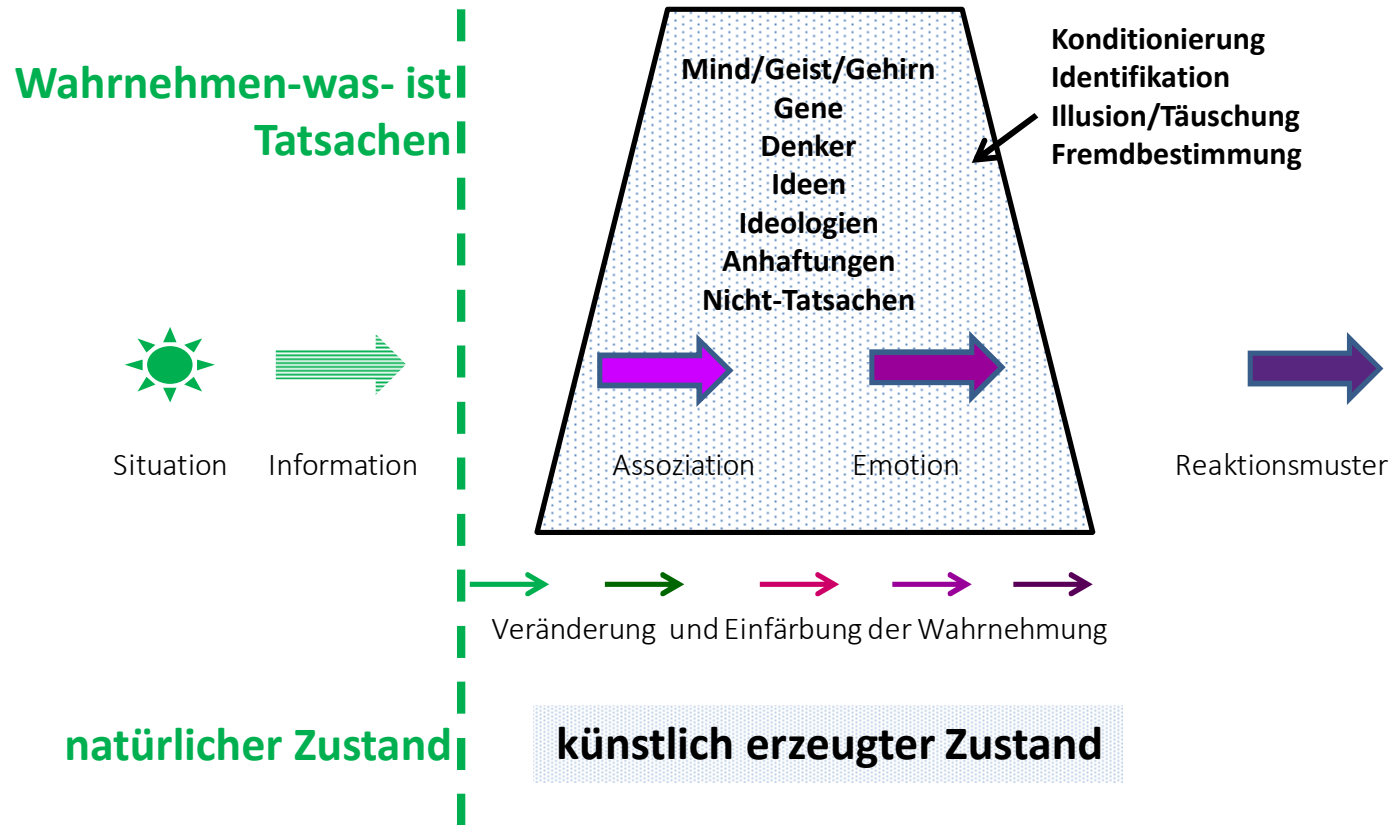 Wahrnehmen-was- ist
Tatsachen
Mind/Geist/Gehirn
Gene
Denker
Ideen
Ideologien
Anhaftungen
Nicht-Tatsachen
Konditionierung
Identifikation
Illusion/Täuschung
Fremdbestimmung
Situation
Information
Assoziation
Emotion
Reaktionsmuster
Veränderung und Einfärbung der Wahrnehmung
natürlicher Zustand
künstlich erzeugter Zustand